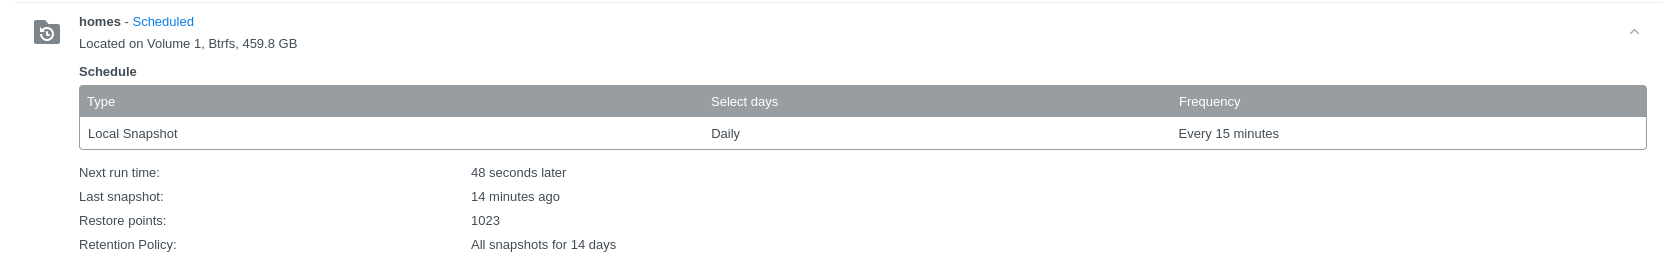 homes - Scheduled
Located on Volume 1, Btrfs, 459.8 GB
Schedule
Type Select days Frequency
Local Snapshot Daily Every 15 minutes
Next run time: 48 seconds later
Last snapshot: 14 minutes ago
Restore points: 1023
Retention Policy: All snapshots for 14 days